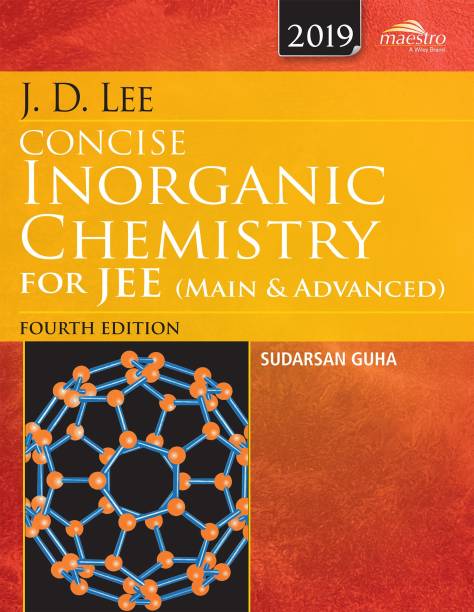 2019
maestro
A Wiley Brand
J. D. LEE
CONCISE
INORGANIC
CHEMISTRY
FOR JEE (MAIN & ADVANCED)
FOURTH EDITION
SUDARSAN GUHA